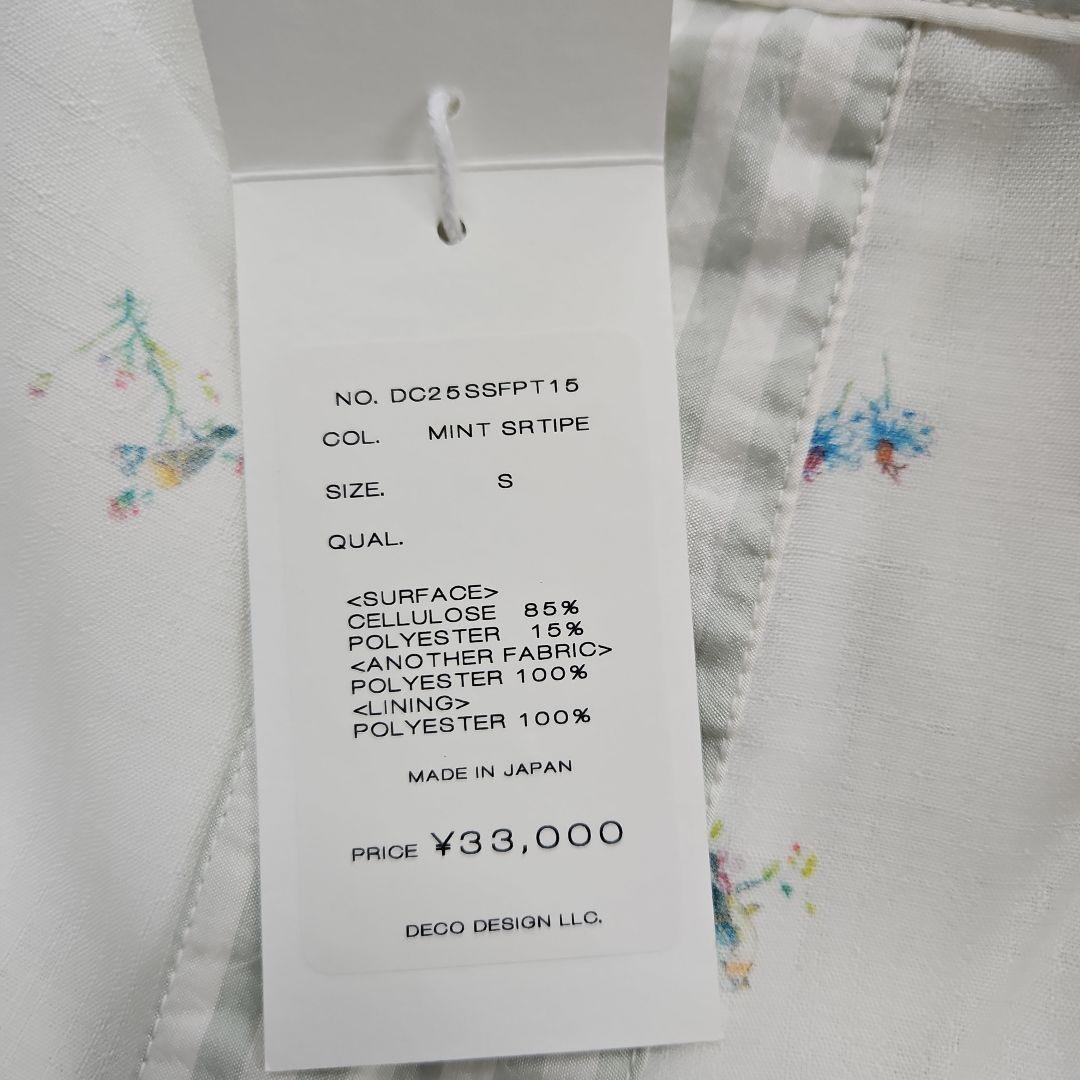 NO. DC25SSFPT15
COL. MINT SRTIPE
SIZE. S
QUAL.
<SURFACE>
CELLULOSE 85%
POLYESTER 15%
<ANOTHER FABRIC>
POLYESTER 100%
<LINING>
POLYESTER 100%
MADE IN JAPAN
PRICE ¥33,000
DECO DESIGN LLC.